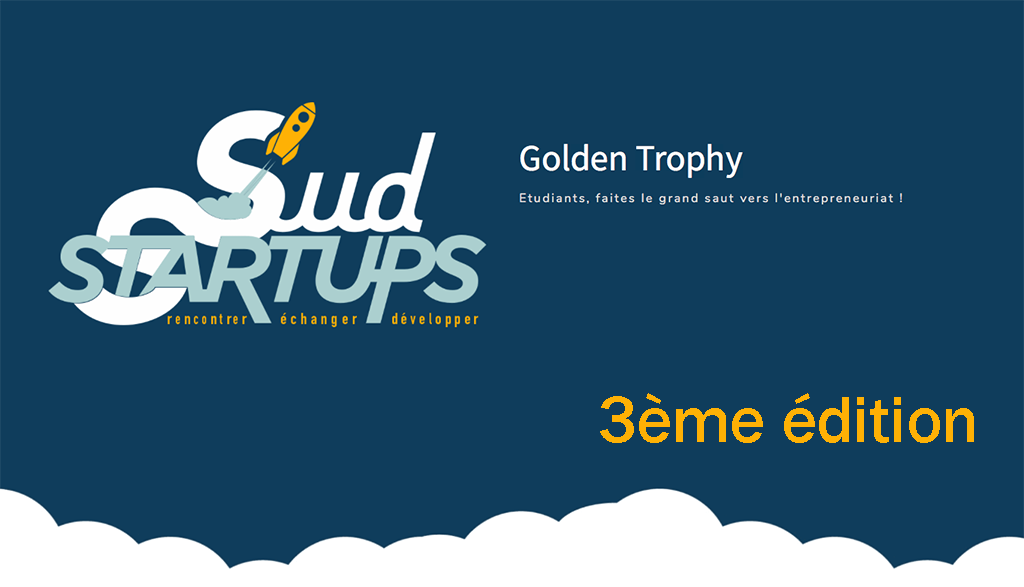 Sud
STARTUPS
rencontrer échanger développer
Golden Trophy
Etudiants, faites le grand saut vers l'entrepreneuriat !
3ème édition